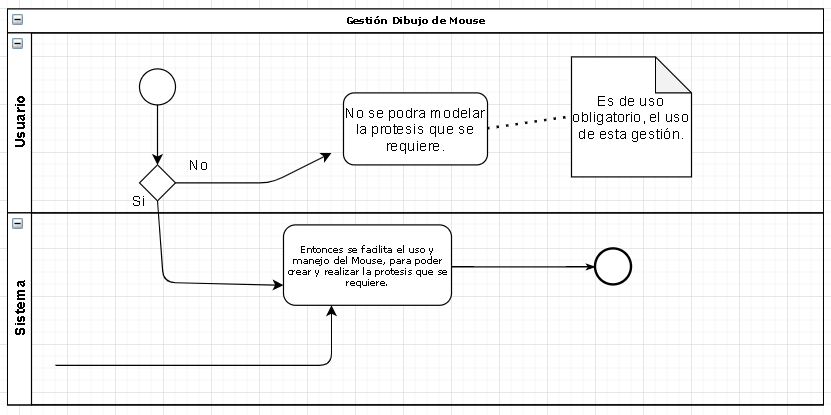 Gestión Dibujo de Mouse
Usuario
No se podra modelar
la protesis que se
requiere.
Es de uso
obligatorio, el uso
de esta gestión.
No
Si
Sistema
Entonces se facilita el uso y
manejo del Mouse, para poder
crear y realizar la protesis que se
requiere.